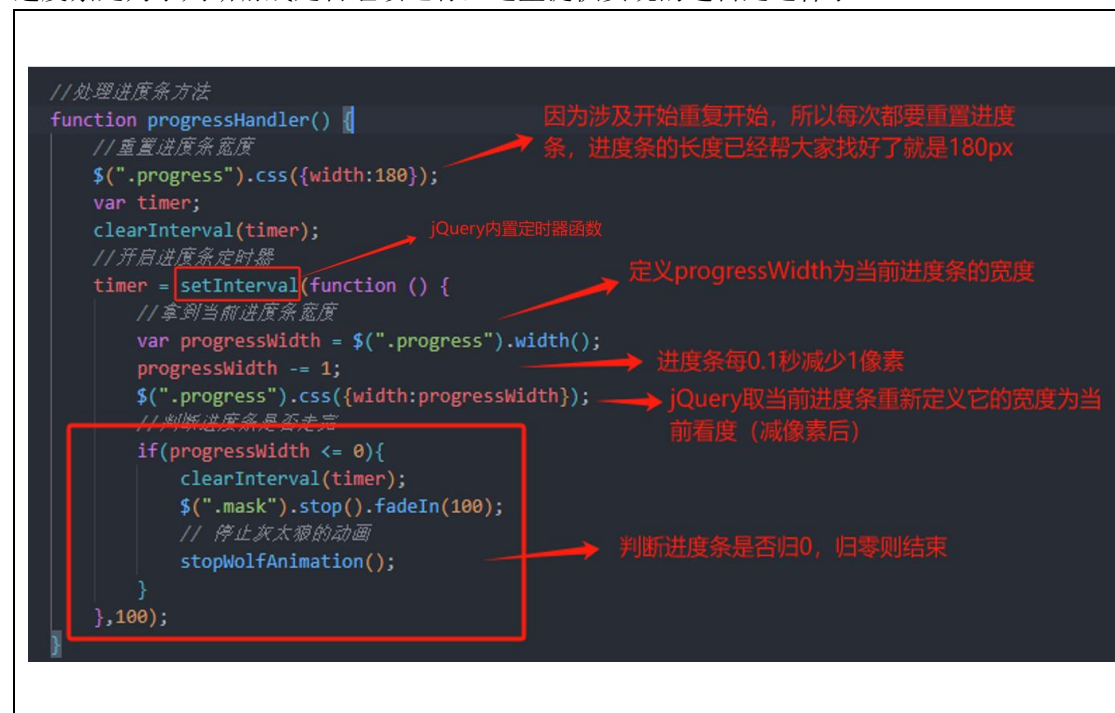 //处理进度条方法
function progressHandler() {
因为涉及开始重复开始，所以每次都要重置进度
条，进度条的长度已经帮大家找好了就是180px
//重置进度条宽度
$(".progress").css({width:180});
var timer;
clearInterval(timer);
jQuery内置定时器函数
//开启进度条定时器
timer = setInterval(function () {
定义progressWidth为当前进度条的宽度
//拿到当前进度条宽度
var progressWidth = $(".progress").width();
progressWidth -= 1;
进度条每0.1秒减少1像素
$(".progress").css({width:progressWidth});
jQuery取当前进度条重新定义它的宽度为当
前看度（减像素后）
//判断进度条是否走完
if(progressWidth <= 0){
clearInterval(timer);
$(".mask").stop().fadeIn(100);
// 停止灰太狼的动画
stopWolfAnimation();
判断进度条是否归0，归零则结束
}
},100);
}